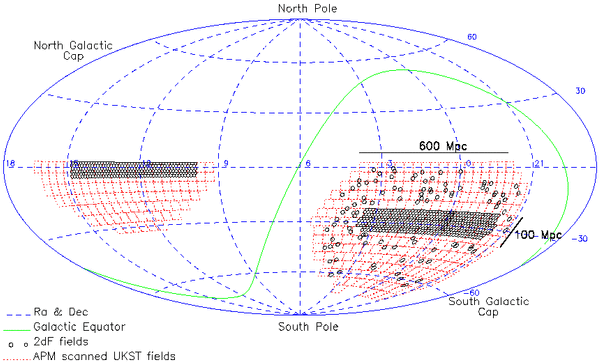 North Pole
North Galactic
Cap
60
30
600 Mpc
18
15
12
9
6
3
0
21
100 Mpc
-30
-60
South Galactic
Cap
South Pole
Ra & Dec
Galactic Equator
2dF fields
APM scanned UKST fields